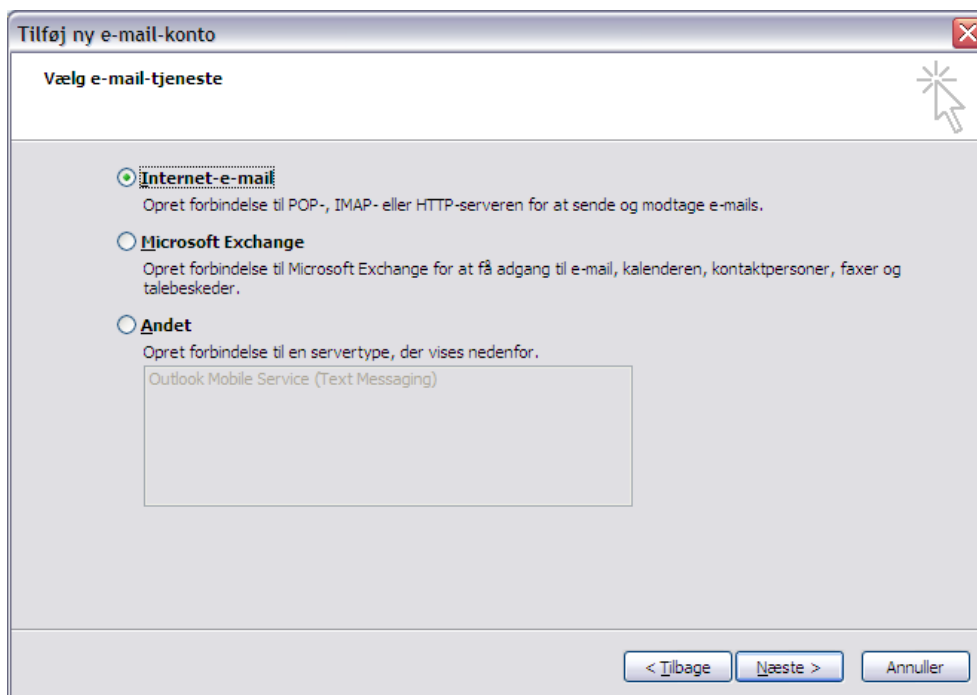 Tilføj ny e-mail-konto
Vælg e-mail-tjeneste
Internet-e-mail
Opret forbindelse til POP-, IMAP- eller HTTP-serveren for at sende og modtage e-mails.
Microsoft Exchange
Opret forbindelse til Microsoft Exchange for at få adgang til e-mail, kalenderen, kontaktpersoner, faxer og
talebeskeder.
Andet
Opret forbindelse til en servertype, der vises nedenfor.
Outlook Mobile Service (Text Messaging)
< Tilbage Næste > Annuller